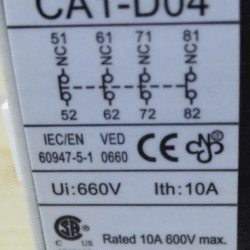 CA1-D04
51 61 71 81
NC NC NC NC
52 62 72 82
IEC/EN VED
60947-5-1 0660
CE
Ui:660V Ith:10A
Rated 10A 600V max.
C US